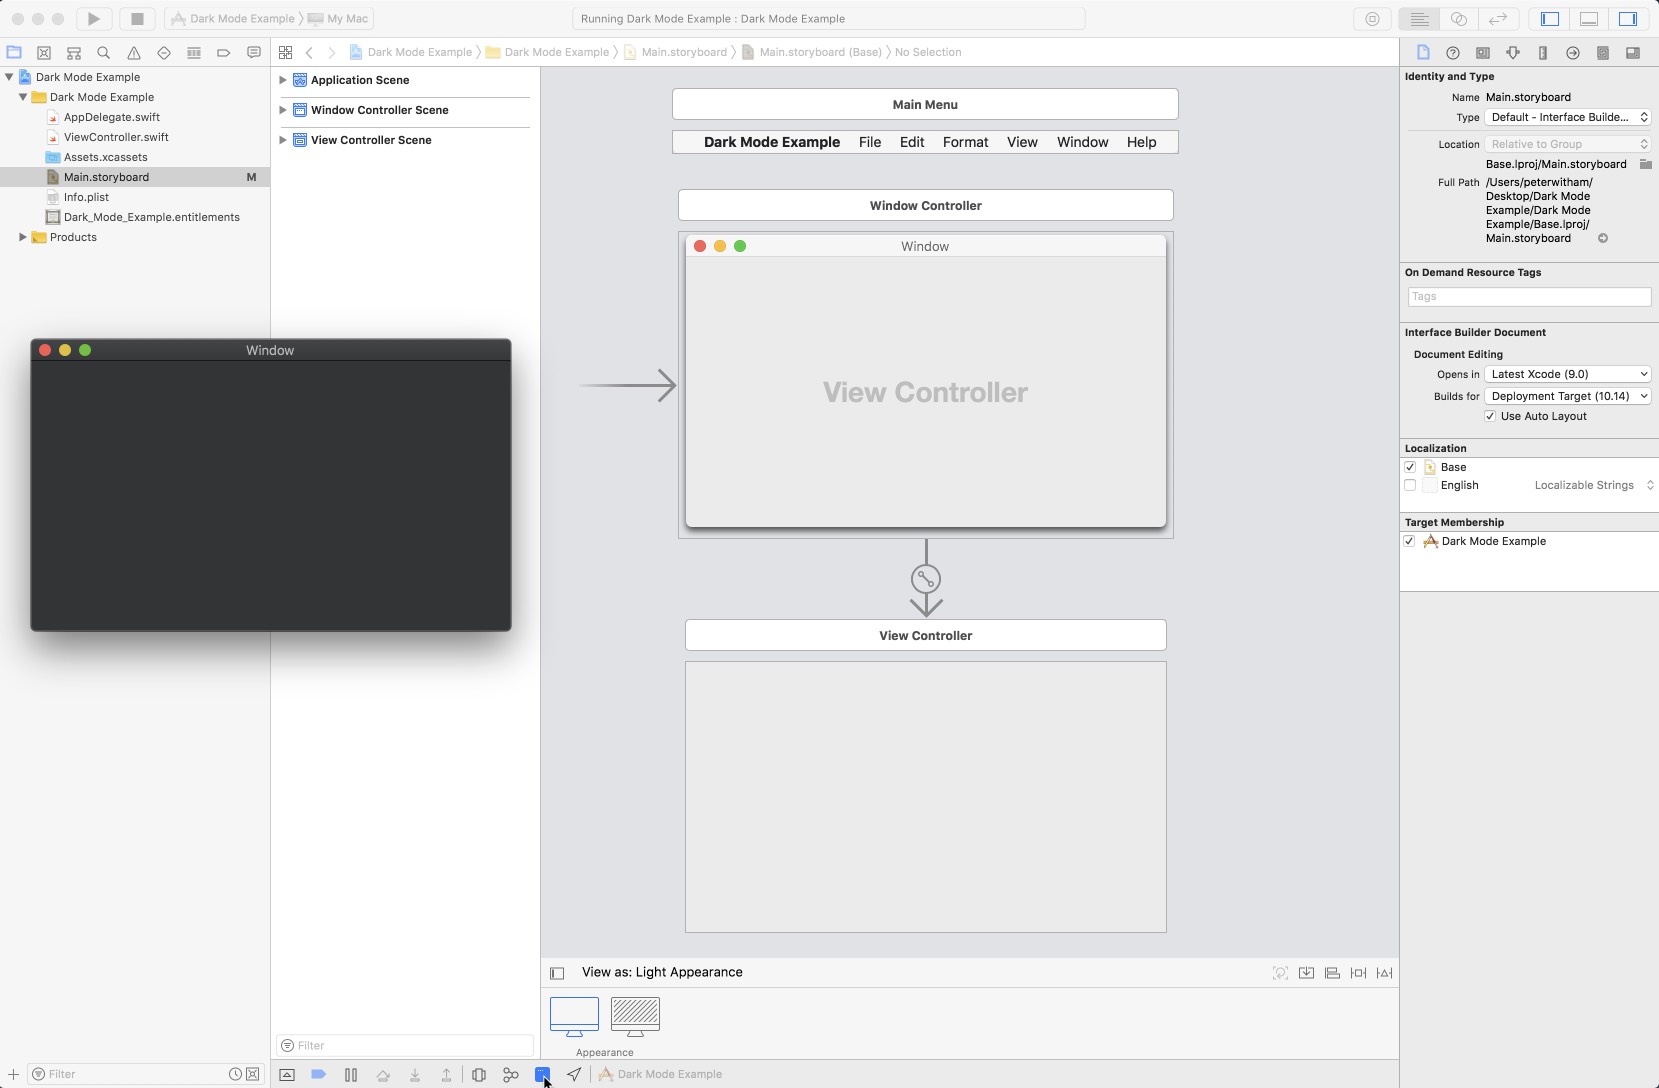 Dark Mode Example
My Mac
Running Dark Mode Example : Dark Mode Example
Dark Mode Example
Dark Mode Example
Main.storyboard
Main.storyboard (Base)
No Selection
Dark Mode Example
Dark Mode Example
AppDelegate.swift
ViewController.swift
Assets.xcassets
Main.storyboard M
Info.plist
Dark_Mode_Example.entitlements
Products
Window
Filter
Application Scene
Window Controller Scene
View Controller Scene
Filter
Main Menu
Dark Mode Example File Edit Format View Window Help
Window Controller
Window
View Controller
View Controller
View as: Light Appearance
Appearance
Dark Mode Example
Identity and Type
Name Main.storyboard
Type Default - Interface Builde...
Location Relative to Group
Base.lproj/Main.storyboard
Full Path /Users/peterwitham/
Desktop/Dark Mode
Example/Dark Mode
Example/Base.lproj/
Main.storyboard
On Demand Resource Tags
Tags
Interface Builder Document
Document Editing
Opens in Latest Xcode (9.0)
Builds for Deployment Target (10.14)
Use Auto Layout
Localization
Base
English Localizable Strings
Target Membership
Dark Mode Example